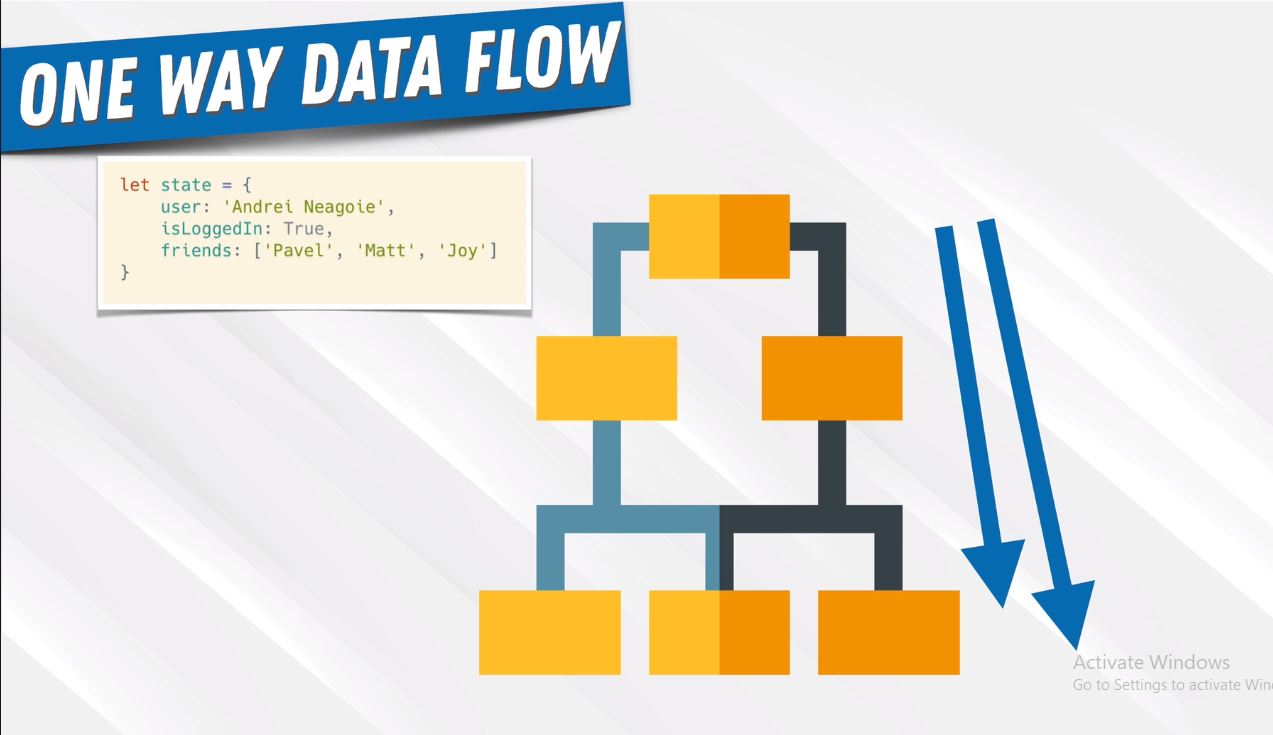 ONE WAY DATA FLOW
let state = {
    user: 'Andrei Neagoie',
    isLoggedIn: True,
    friends: ['Pavel', 'Matt', 'Joy']
}
Activate Windows
Go to Settings to activate Win